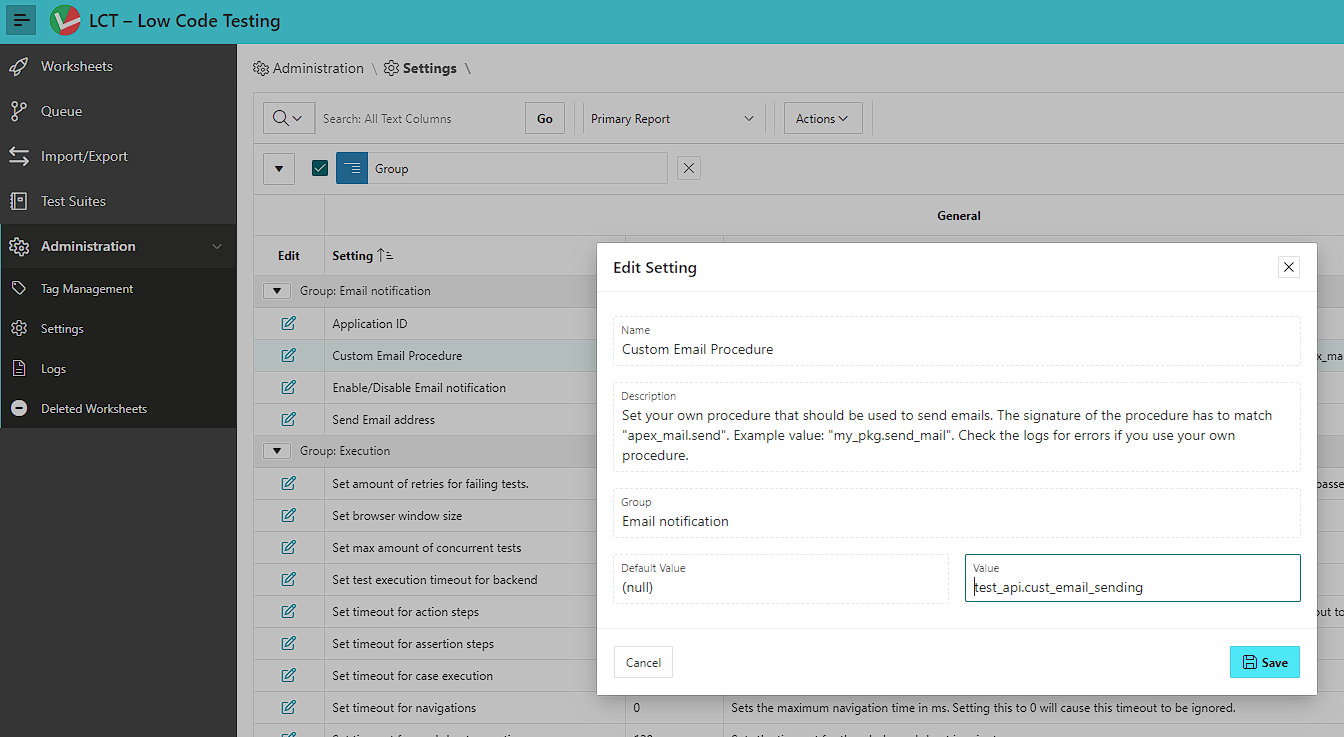 LCT – Low Code Testing
Worksheets
Queue
Import/Export
Test Suites
Administration
Tag Management
Settings
Logs
Deleted Worksheets
Administration \ Settings \
Search: All Text Columns
Go
Primary Report
Actions
Group
General
Edit
Setting
Group: Email notification
Application ID
Custom Email Procedure
Enable/Disable Email notification
Send Email address
Group: Execution
Set amount of retries for failing tests.
Set browser window size
Set max amount of concurrent tests
Set test execution timeout for backend
Set timeout for action steps
Set timeout for assertion steps
Set timeout for case execution
Set timeout for navigations
0
Sets the maximum navigation time in ms. Setting this to 0 will cause this timeout to be ignored.
Edit Setting
Name
Custom Email Procedure
Description
Set your own procedure that should be used to send emails. The signature of the procedure has to match
"apex_mail.send". Example value: "my_pkg.send_mail". Check the logs for errors if you use your own
procedure.
Group
Email notification
Default Value
(null)
Value
test_api.cust_email_sending
Cancel
Save